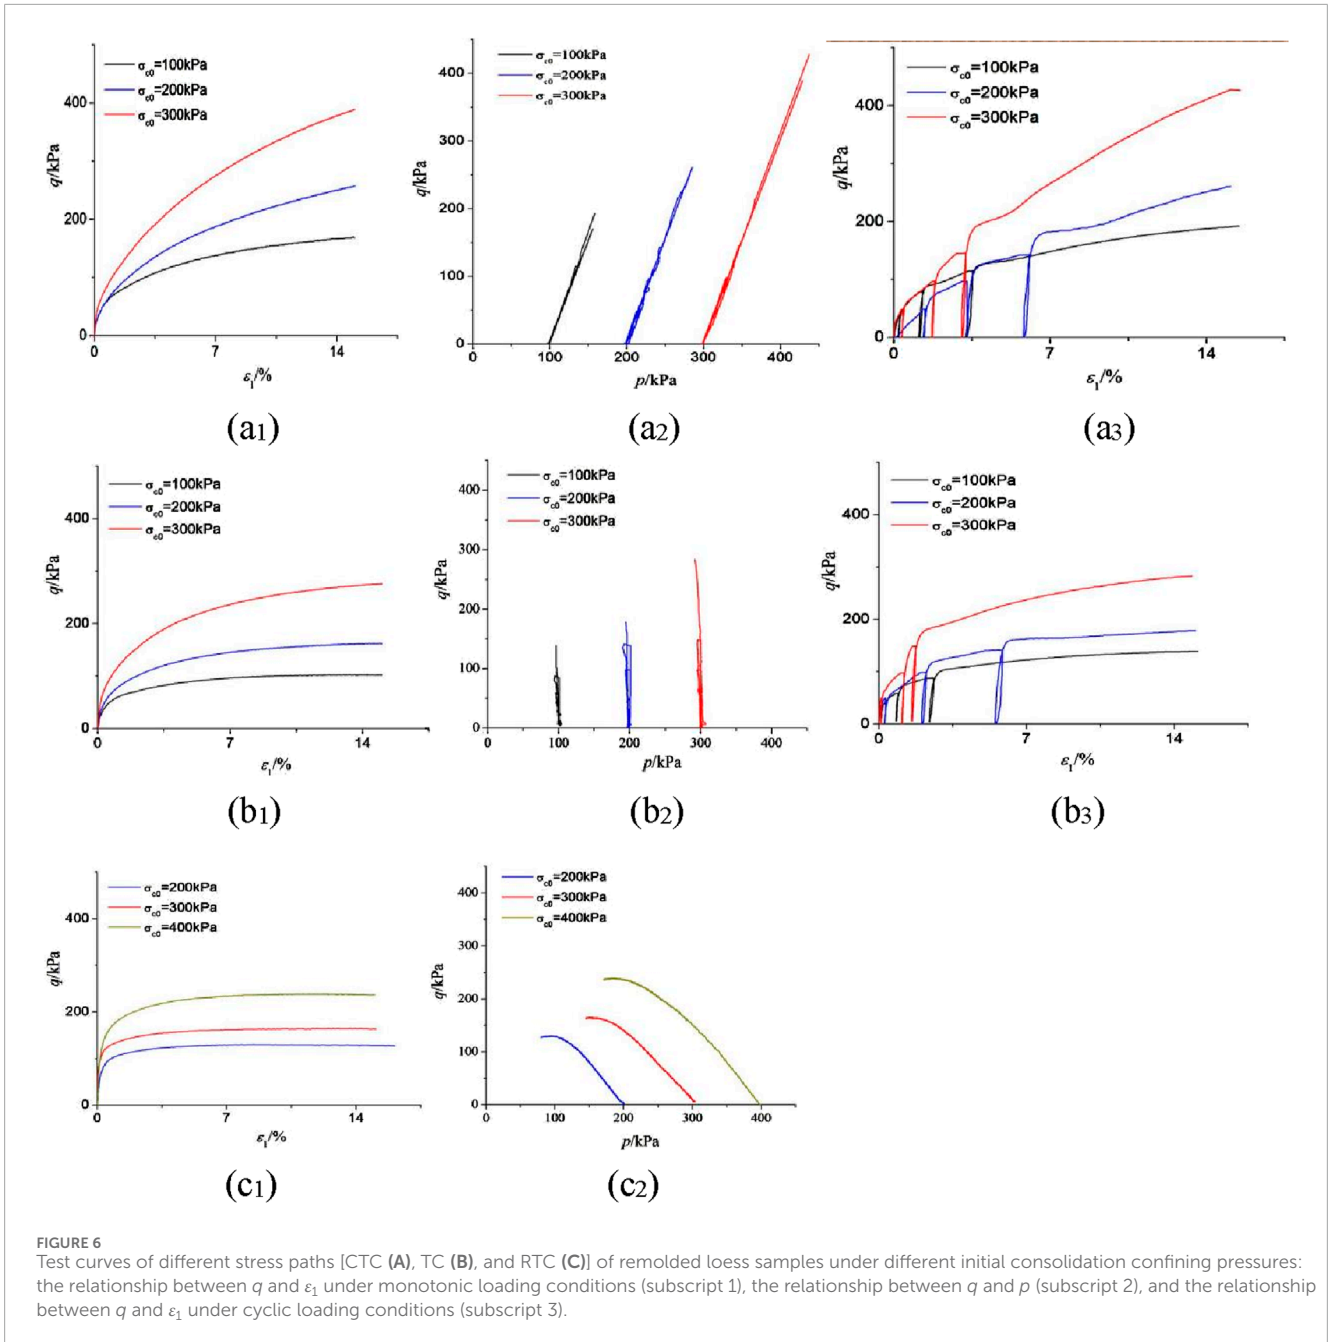 σc0=100kPa
σc0=200kPa
σc0=300kPa
q/kPa
400
200
0
0 7 14
ε1/%
(a1)
σc0=100kPa
σc0=200kPa
σc0=300kPa
q/kPa
400
300
200
100
0
0 100 200 300 400
p/kPa
(a2)
σc0=100kPa
σc0=200kPa
σc0=300kPa
q/kPa
400
200
0
0 7 14
ε1/%
(a3)
σc0=100kPa
σc0=200kPa
σc0=300kPa
q/kPa
400
200
0
0 7 14
ε1/%
(b1)
σc0=100kPa
σc0=200kPa
σc0=300kPa
q/kPa
400
300
200
100
0
0 100 200 300 400
p/kPa
(b2)
σc0=100kPa
σc0=200kPa
σc0=300kPa
q/kPa
400
200
0
0 7 14
ε1/%
(b3)
σc0=200kPa
σc0=300kPa
σc0=400kPa
q/kPa
400
200
0
0 7 14
ε1/%
(c1)
σc0=200kPa
σc0=300kPa
σc0=400kPa
q/kPa
400
300
200
100
0
0 100 200 300 400
p/kPa
(c2)
FIGURE 6
Test curves of different stress paths [CTC (A), TC (B), and RTC (C)] of remolded loess samples under different initial consolidation confining pressures:
the relationship between q and ε1 under monotonic loading conditions (subscript 1), the relationship between q and p (subscript 2), and the relationship
between q and ε1 under cyclic loading conditions (subscript 3).